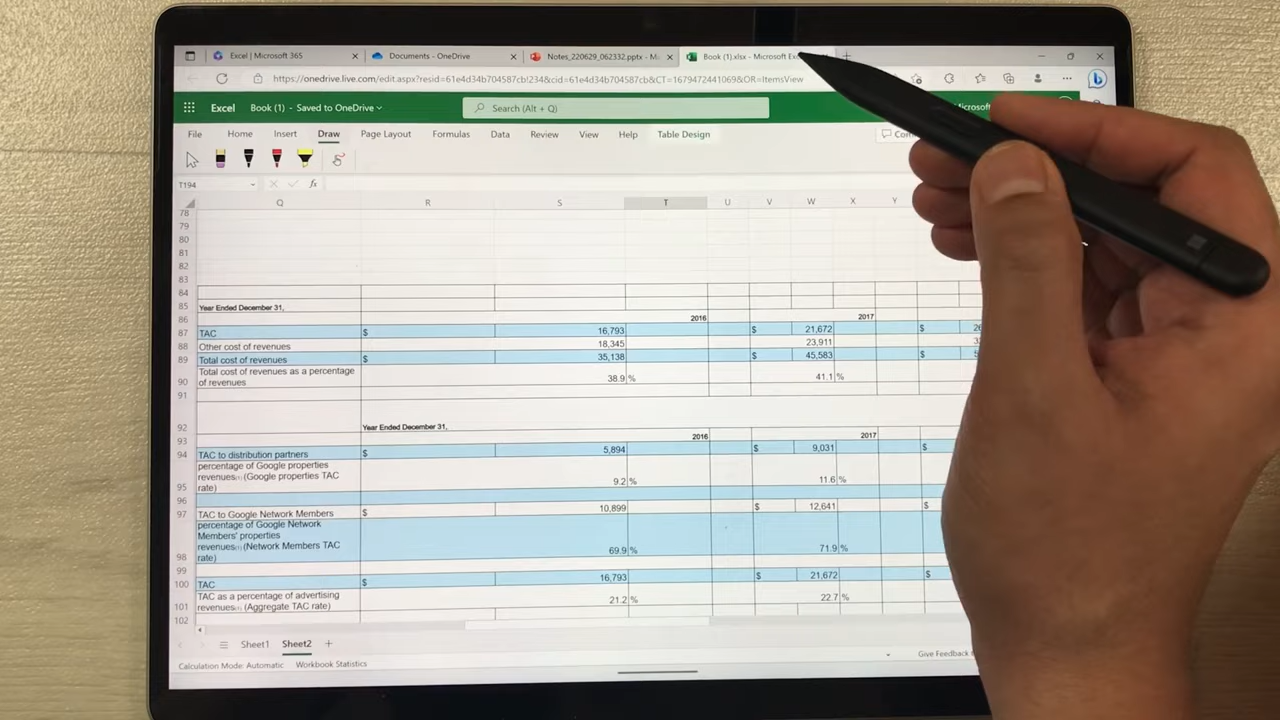 Excel | Microsoft 365
Documents - OneDrive
Notes_220629_062332.pptx - M
Book (1).xlsx - Microsoft Ex
https://onedrive.live.com/edit.aspx?resid=61e4d34b704587cb!234&cid=61e4d34b704587cb&CT=1679472441069&OR=ItemsView
Excel Book (1) - Saved to OneDrive Search (Alt + Q)
File Home Insert Draw Page Layout Formulas Data Review View Help Table Design Com
T194 fx
Q R S T U V W X Y
78
79
80
81
82
83
84
85 Year Ended December 31,
86 2016 2017
87 TAC $ 16,793 $ 21,672 $ 26
88 Other cost of revenues 18,345 23,911
89 Total cost of revenues $ 35,138 $ 45,583 $
Total cost of revenues as a percentage
90 of revenues 38.9 % 41.1 %
91
92 Year Ended December 31,
93 2016 2017
94 TAC to distribution partners $ 5,894 $ 9,031 $
percentage of Google properties
revenues(1) (Google properties TAC
95 rate) 9.2 % 11.6 %
96
97 TAC to Google Network Members $ 10,899 $ 12,641 $
percentage of Google Network
Members' properties
revenues(1) (Network Members TAC
98 rate) 69.9 % 71.9 %
99
100 TAC $ 16,793 $ 21,672 $
TAC as a percentage of advertising
101 revenues(1) (Aggregate TAC rate) 21.2 % 22.7 %
102
Sheet1 Sheet2 +
Calculation Mode: Automatic Workbook Statistics Give Feedback t